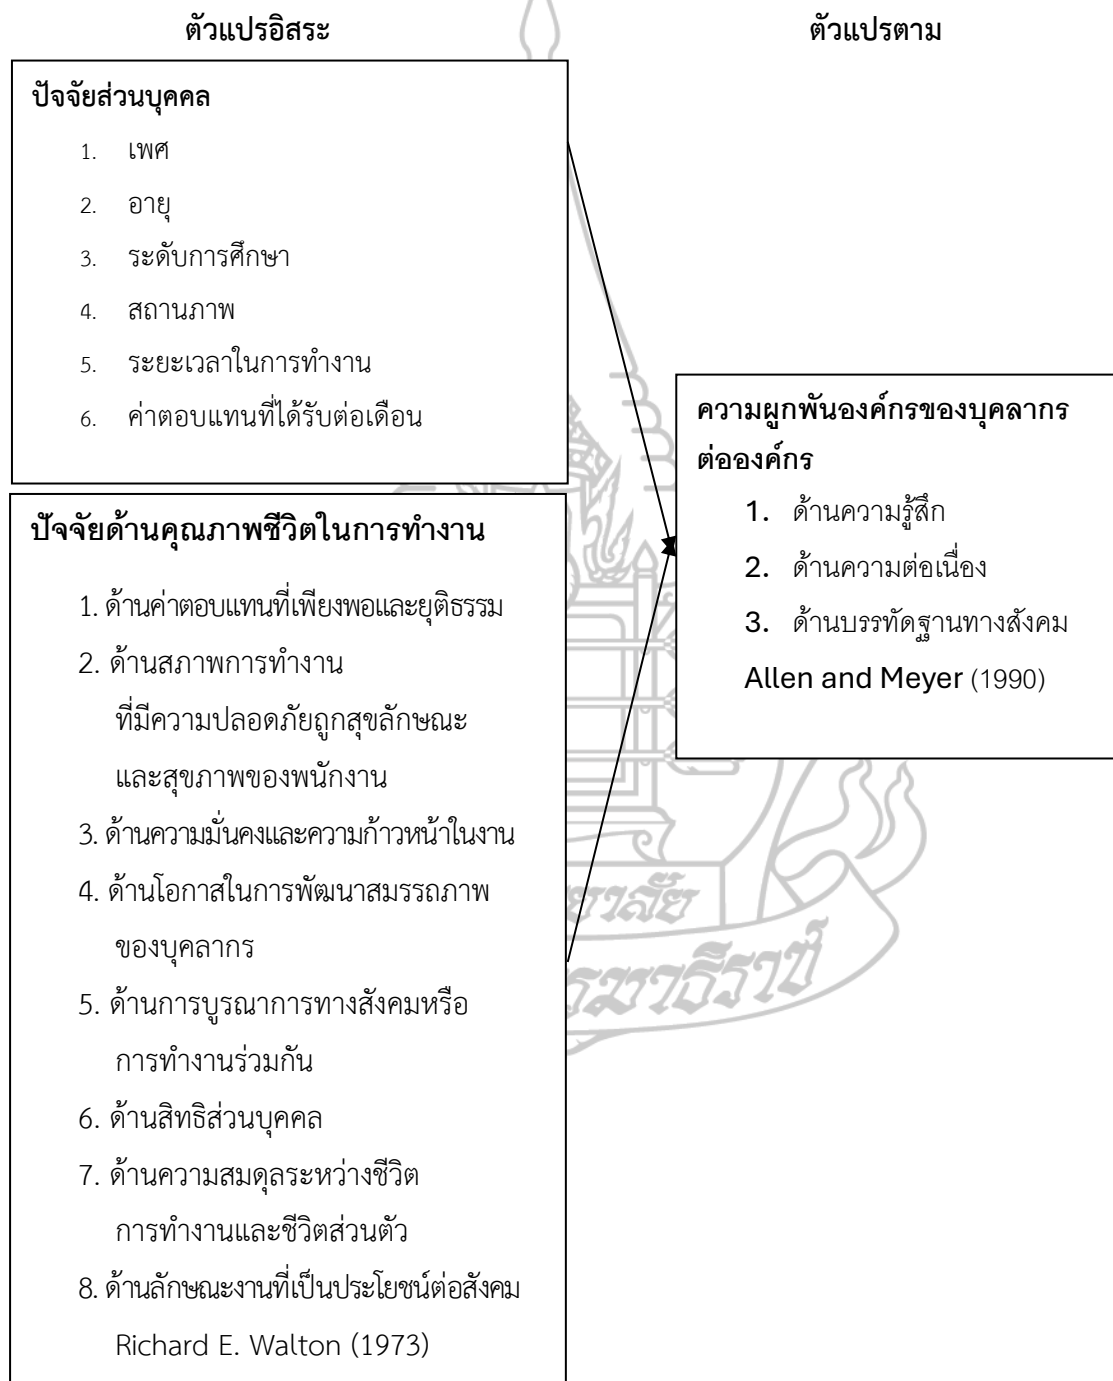 ตัวแปรอิสระ
ตัวแปรตาม
ปัจจัยส่วนบุคคล
1. เพศ
2. อายุ
3. ระดับการศึกษา
4. สถานภาพ
5. ระยะเวลาในการทำงาน
6. ค่าตอบแทนที่ได้รับต่อเดือน
ปัจจัยด้านคุณภาพชีวิตในการทำงาน
1. ด้านค่าตอบแทนที่เพียงพอและยุติธรรม
2. ด้านสภาพการทำงาน
ที่มีความปลอดภัยถูกสุขลักษณะ
และสุขภาพของพนักงาน
3. ด้านความมั่นคงและความก้าวหน้าในงาน
4. ด้านโอกาสในการพัฒนาสมรรถภาพ
ของบุคลากร
5. ด้านการบูรณาการทางสังคมหรือ
การทำงานร่วมกัน
6. ด้านสิทธิส่วนบุคคล
7. ด้านความสมดุลระหว่างชีวิต
การทำงานและชีวิตส่วนตัว
8. ด้านลักษณะงานที่เป็นประโยชน์ต่อสังคม
Richard E. Walton (1973)
ความผูกพันองค์กรของบุคลากร
ต่อองค์กร
1. ด้านความรู้สึก
2. ด้านความต่อเนื่อง
3. ด้านบรรทัดฐานทางสังคม
Allen and Meyer (1990)